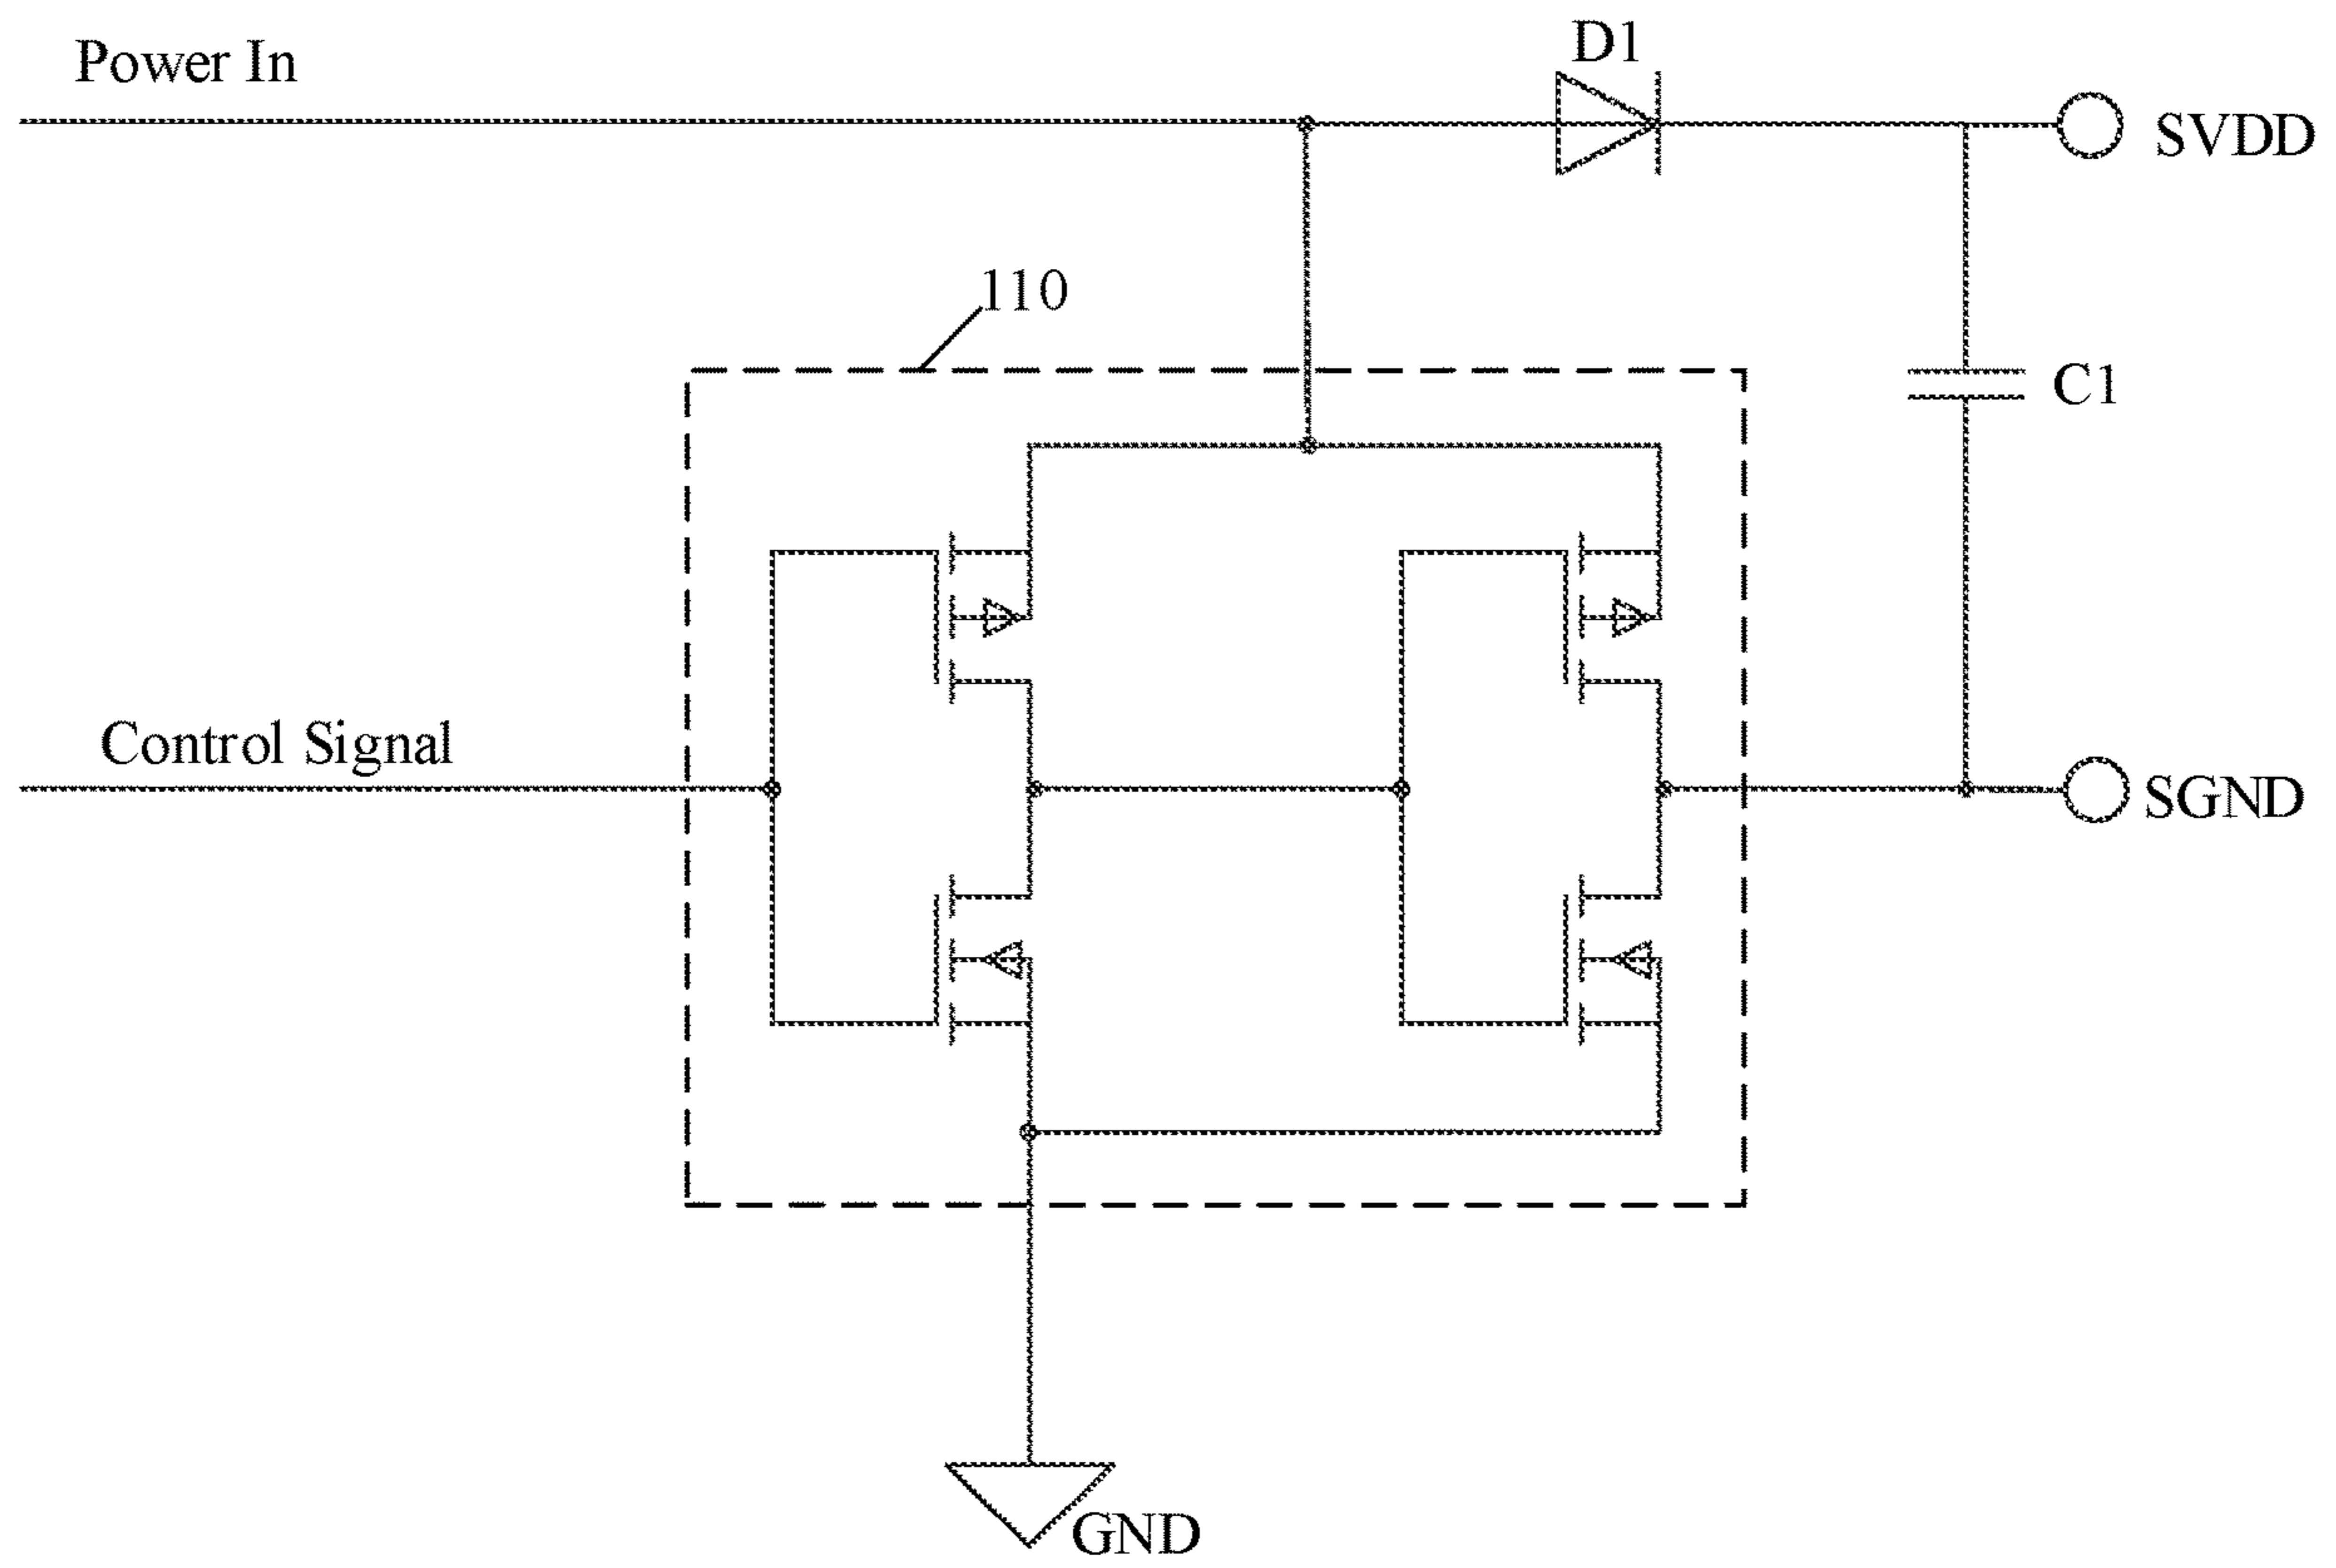 Power In
D1
SVDD
110
C1
Control Signal
SGND
GND